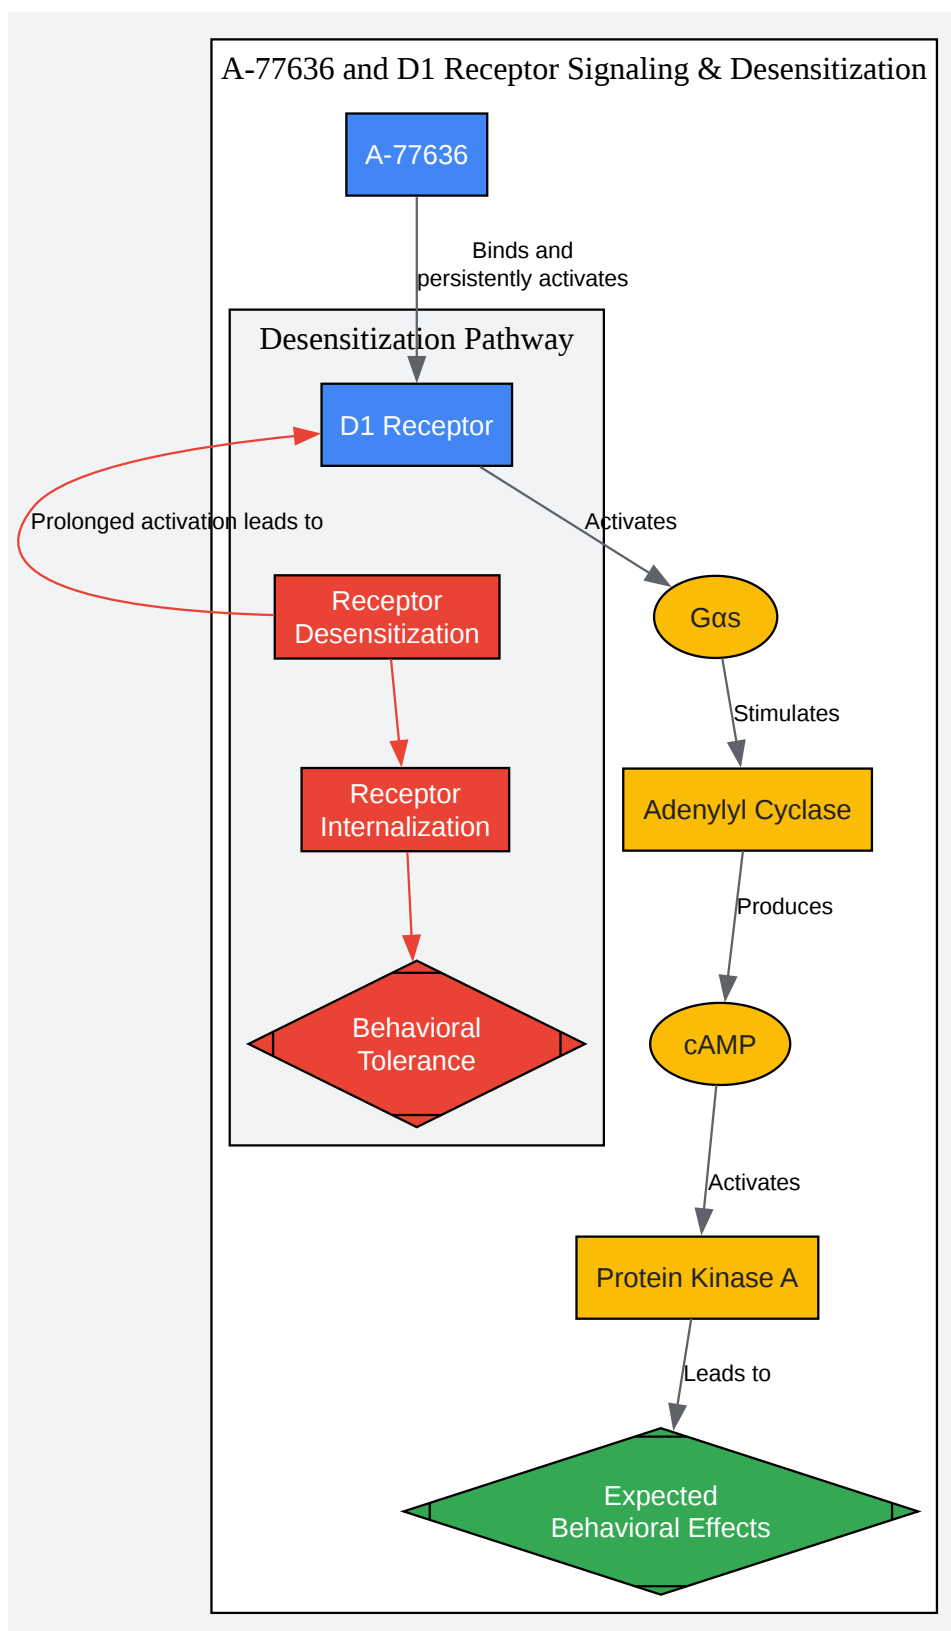 A-77636 and D1 Receptor Signaling & Desensitization
A-77636
Binds and
persistently activates
Desensitization Pathway
D1 Receptor
Prolonged activation leads to
Activates
Receptor
Desensitization
Gαs
Stimulates
Receptor
Internalization
Adenylyl Cyclase
Produces
Behavioral
Tolerance
cAMP
Activates
Protein Kinase A
Leads to
Expected
Behavioral Effects